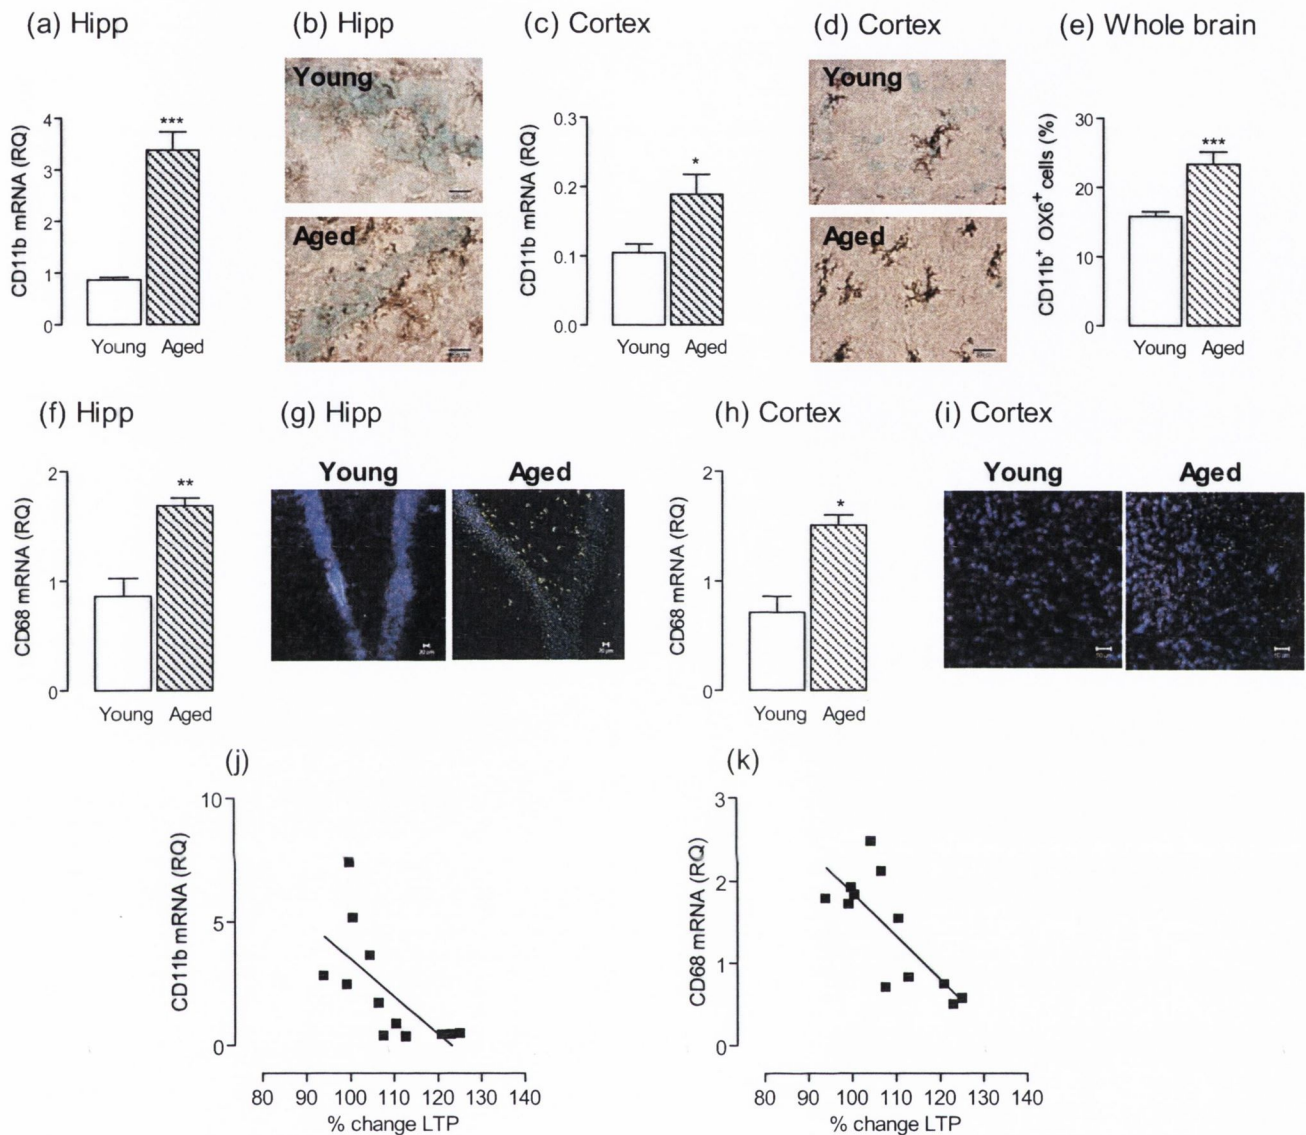 (a) Hipp
(b) Hipp
(c) Cortex
(d) Cortex
(e) Whole brain
CD11b mRNA (RQ)
4
3
2
1
0
***
Young Aged
Young
Aged
CD11b mRNA (RQ)
0.3
0.2
0.1
0.0
*
Young Aged
Young
Aged
CD11b⁺ OX6⁺ cells (%)
30
20
10
0
***
Young Aged
(f) Hipp
(g) Hipp
(h) Cortex
(i) Cortex
CD68 mRNA (RQ)
2
1
0
**
Young Aged
Young Aged
CD68 mRNA (RQ)
2
1
0
*
Young Aged
Young Aged
(j)
CD11b mRNA (RQ)
10
5
0
80 90 100 110 120 130 140
% change LTP
(k)
CD68 mRNA (RQ)
3
2
1
0
80 90 100 110 120 130 140
% change LTP